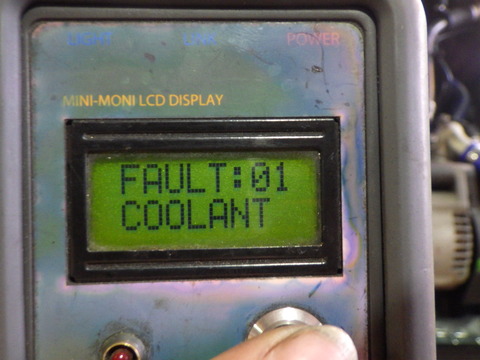 LIGHT LINK POWER
MINI-MONI LCD DISPLAY
FAULT:01
COOLANT